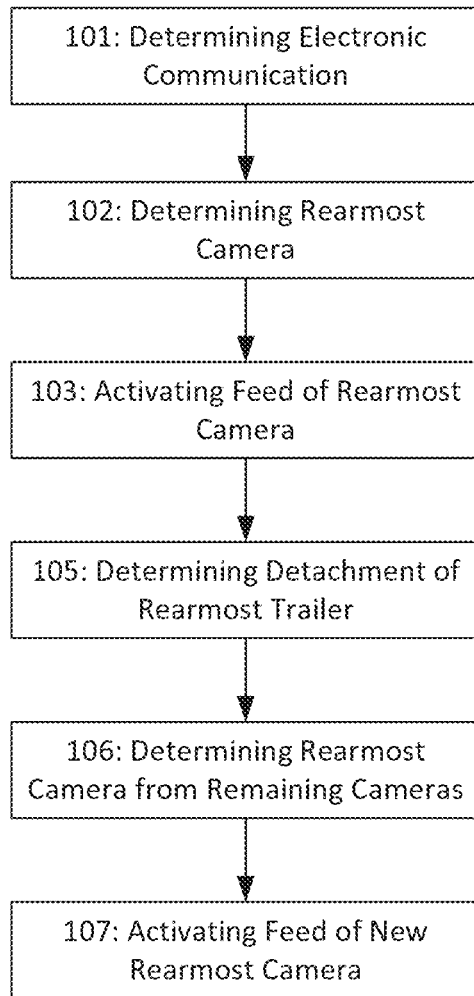 101: Determining Electronic
Communication
102: Determining Rearmost
Camera
103: Activating Feed of Rearmost
Camera
105: Determining Detachment of
Rearmost Trailer
106: Determining Rearmost
Camera from Remaining Cameras
107: Activating Feed of New
Rearmost Camera